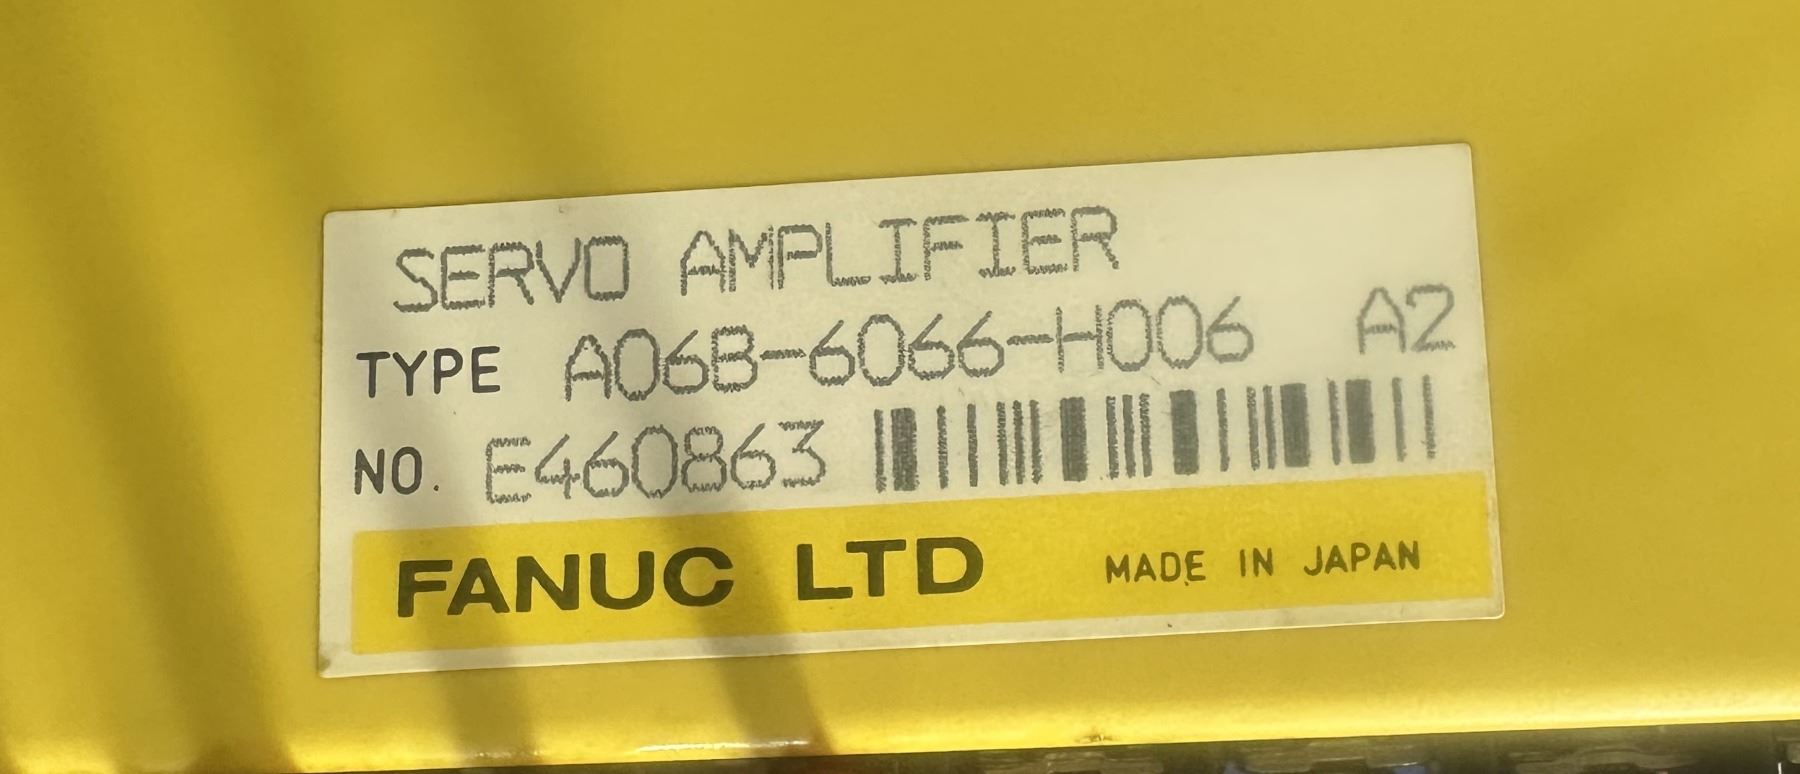 SERVO AMPLIFIER
TYPE A06B-6066-H006 A2
NO. E460863
FANUC LTD MADE IN JAPAN